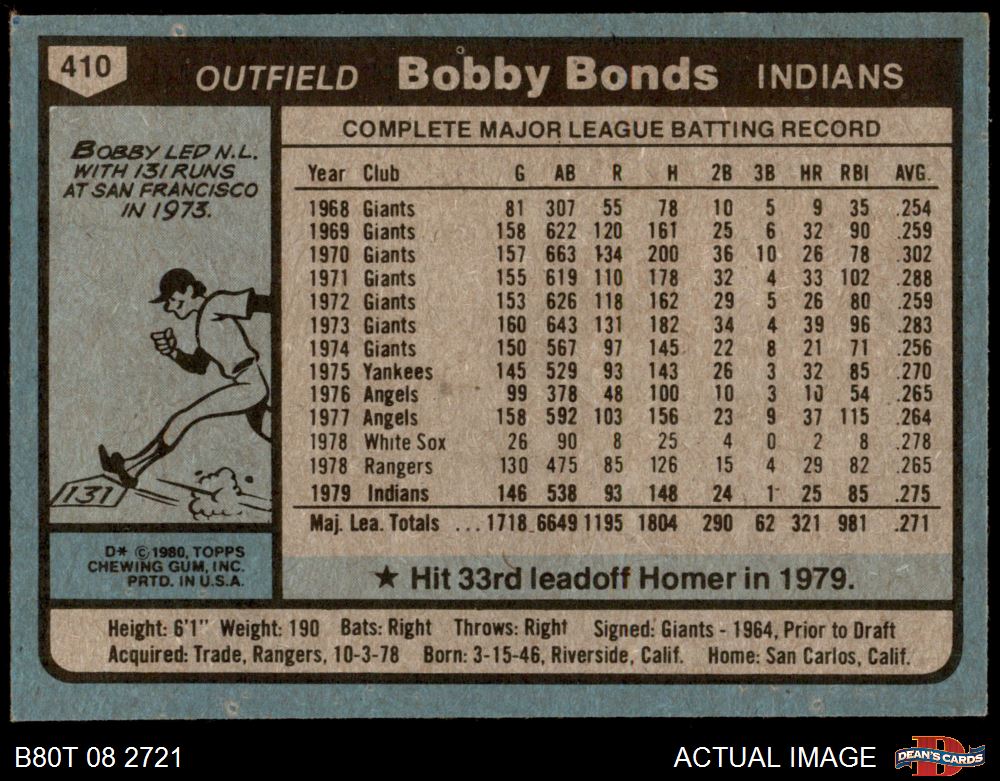 410
OUTFIELD Bobby Bonds INDIANS
BOBBY LED N.L.
WITH 131 RUNS
AT SAN FRANCISCO
IN 1973.
131
D* © 1980, TOPPS
CHEWING GUM, INC.
PRTD. IN U.S.A.
COMPLETE MAJOR LEAGUE BATTING RECORD
Year Club G AB R H 2B 3B HR RBI AVG.
1968 Giants 81 307 55 78 10 5 9 35 .254
1969 Giants 158 622 120 161 25 6 32 90 .259
1970 Giants 157 663 134 200 36 10 26 78 .302
1971 Giants 155 619 110 178 32 4 33 102 .288
1972 Giants 153 626 118 162 29 5 26 80 .259
1973 Giants 160 643 131 182 34 4 39 96 .283
1974 Giants 150 567 97 145 22 8 21 71 .256
1975 Yankees 145 529 93 143 26 3 32 85 .270
1976 Angels 99 378 48 100 10 3 10 54 .265
1977 Angels 158 592 103 156 23 9 37 115 .264
1978 White Sox 26 90 8 25 4 0 2 8 .278
1978 Rangers 130 475 85 126 15 4 29 82 .265
1979 Indians 146 538 93 148 24 1 25 85 .275
Maj. Lea. Totals ... 1718 6649 1195 1804 290 62 321 981 .271
★ Hit 33rd leadoff Homer in 1979.
Height: 6'1" Weight: 190 Bats: Right Throws: Right Signed: Giants - 1964, Prior to Draft
Acquired: Trade, Rangers, 10-3-78 Born: 3-15-46, Riverside, Calif. Home: San Carlos, Calif.
B80T 08 2721
ACTUAL IMAGE
DEAN'S CARDS